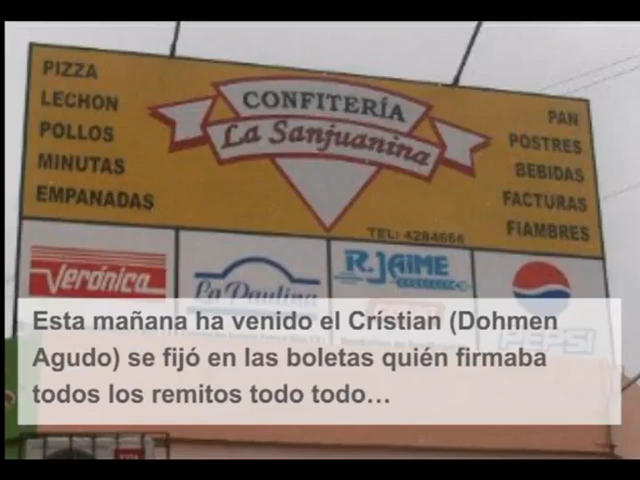 PIZZA
LECHON
POLLOS
MINUTAS
EMPANADAS
CONFITERÍA
La Sanjuanina
PAN
POSTRES
BEBIDAS
FACTURAS
FIAMBRES
TEL: 4284666
Verónica
La Paulina
R. JAIME
PEPSI
Esta mañana ha venido el Crístian (Dohmen
Agudo) se fijó en las boletas quién firmaba
todos los remitos todo todo…